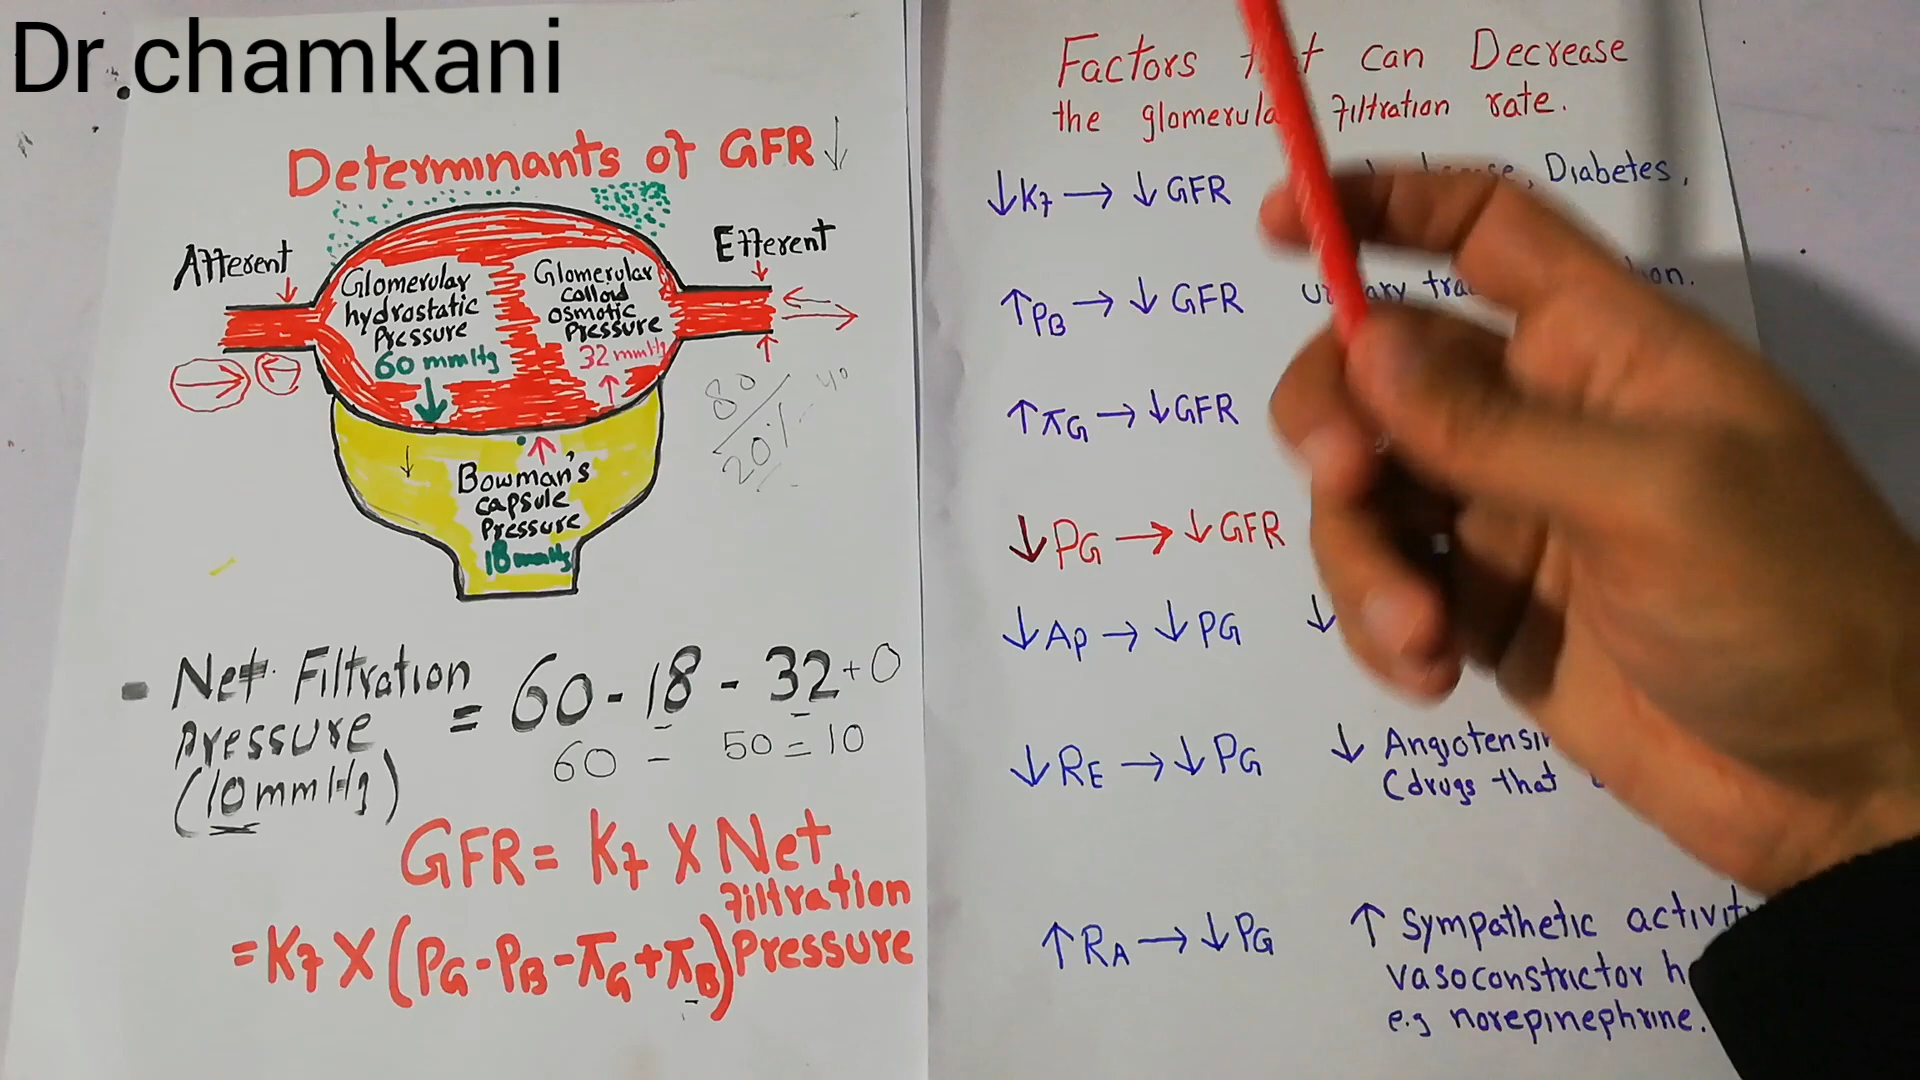 Dr.chamkani
Determinants of GFR↓
Afferent
Efferent
Glomerular
hydrostatic
Pressure
60 mmHg
Glomerular
colloid
osmotic
Pressure
32 mmHg
Bowman's
capsule
Pressure
18 mmHg
80
20%
- Net Filtration
pressure
(10mmHg)
= 60 - 18 - 32 + 0
60 - 50 = 10
GFR = Kf X Net
filtration
Pressure
= Kf X (PG - PB - πG + πB)
Factors can Decrease
the glomerular filtration rate.
↓Kf → ↓ GFR
Diabetes,
↑PB → ↓ GFR
↑πG → ↓GFR
↓PG → ↓ GFR
↓Ap → ↓ PG ↓
↓RE → ↓ PG ↓ Angiotensin
(drugs that
↑RA → ↓PG ↑ Sympathetic activity
vasoconstrictor
e.g norepinephrine.